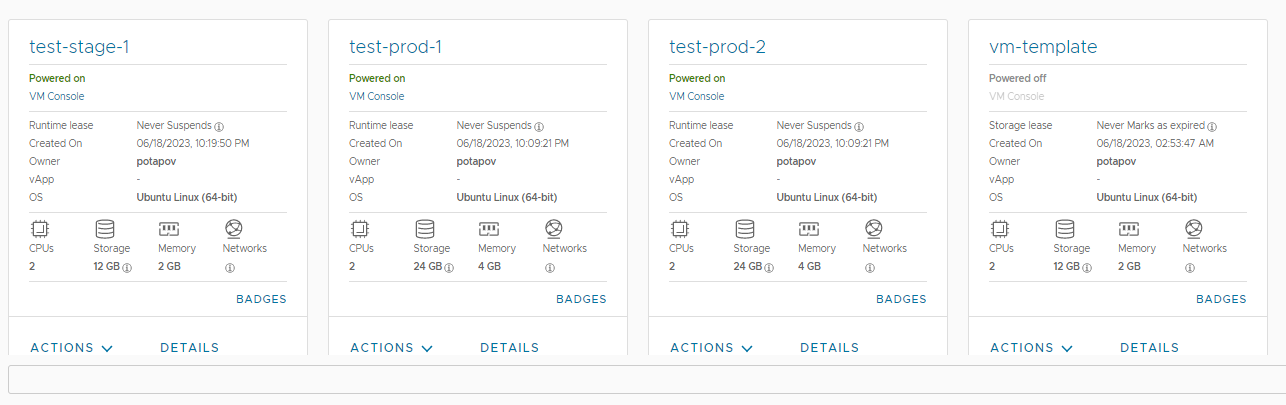 test-stage-1
Powered on
VM Console
Runtime lease Never Suspends
Created On 06/18/2023, 10:19:50 PM
Owner potapov
vApp -
OS Ubuntu Linux (64-bit)
CPUs Storage Memory Networks
2 12 GB 2 GB
BADGES
ACTIONS DETAILS
test-prod-1
Powered on
VM Console
Runtime lease Never Suspends
Created On 06/18/2023, 10:09:21 PM
Owner potapov
vApp -
OS Ubuntu Linux (64-bit)
CPUs Storage Memory Networks
2 24 GB 4 GB
BADGES
ACTIONS DETAILS
test-prod-2
Powered on
VM Console
Runtime lease Never Suspends
Created On 06/18/2023, 10:09:21 PM
Owner potapov
vApp -
OS Ubuntu Linux (64-bit)
CPUs Storage Memory Networks
2 24 GB 4 GB
BADGES
ACTIONS DETAILS
vm-template
Powered off
VM Console
Storage lease Never Marks as expired
Created On 06/18/2023, 02:53:47 AM
Owner potapov
vApp -
OS Ubuntu Linux (64-bit)
CPUs Storage Memory Networks
2 12 GB 2 GB
BADGES
ACTIONS DETAILS